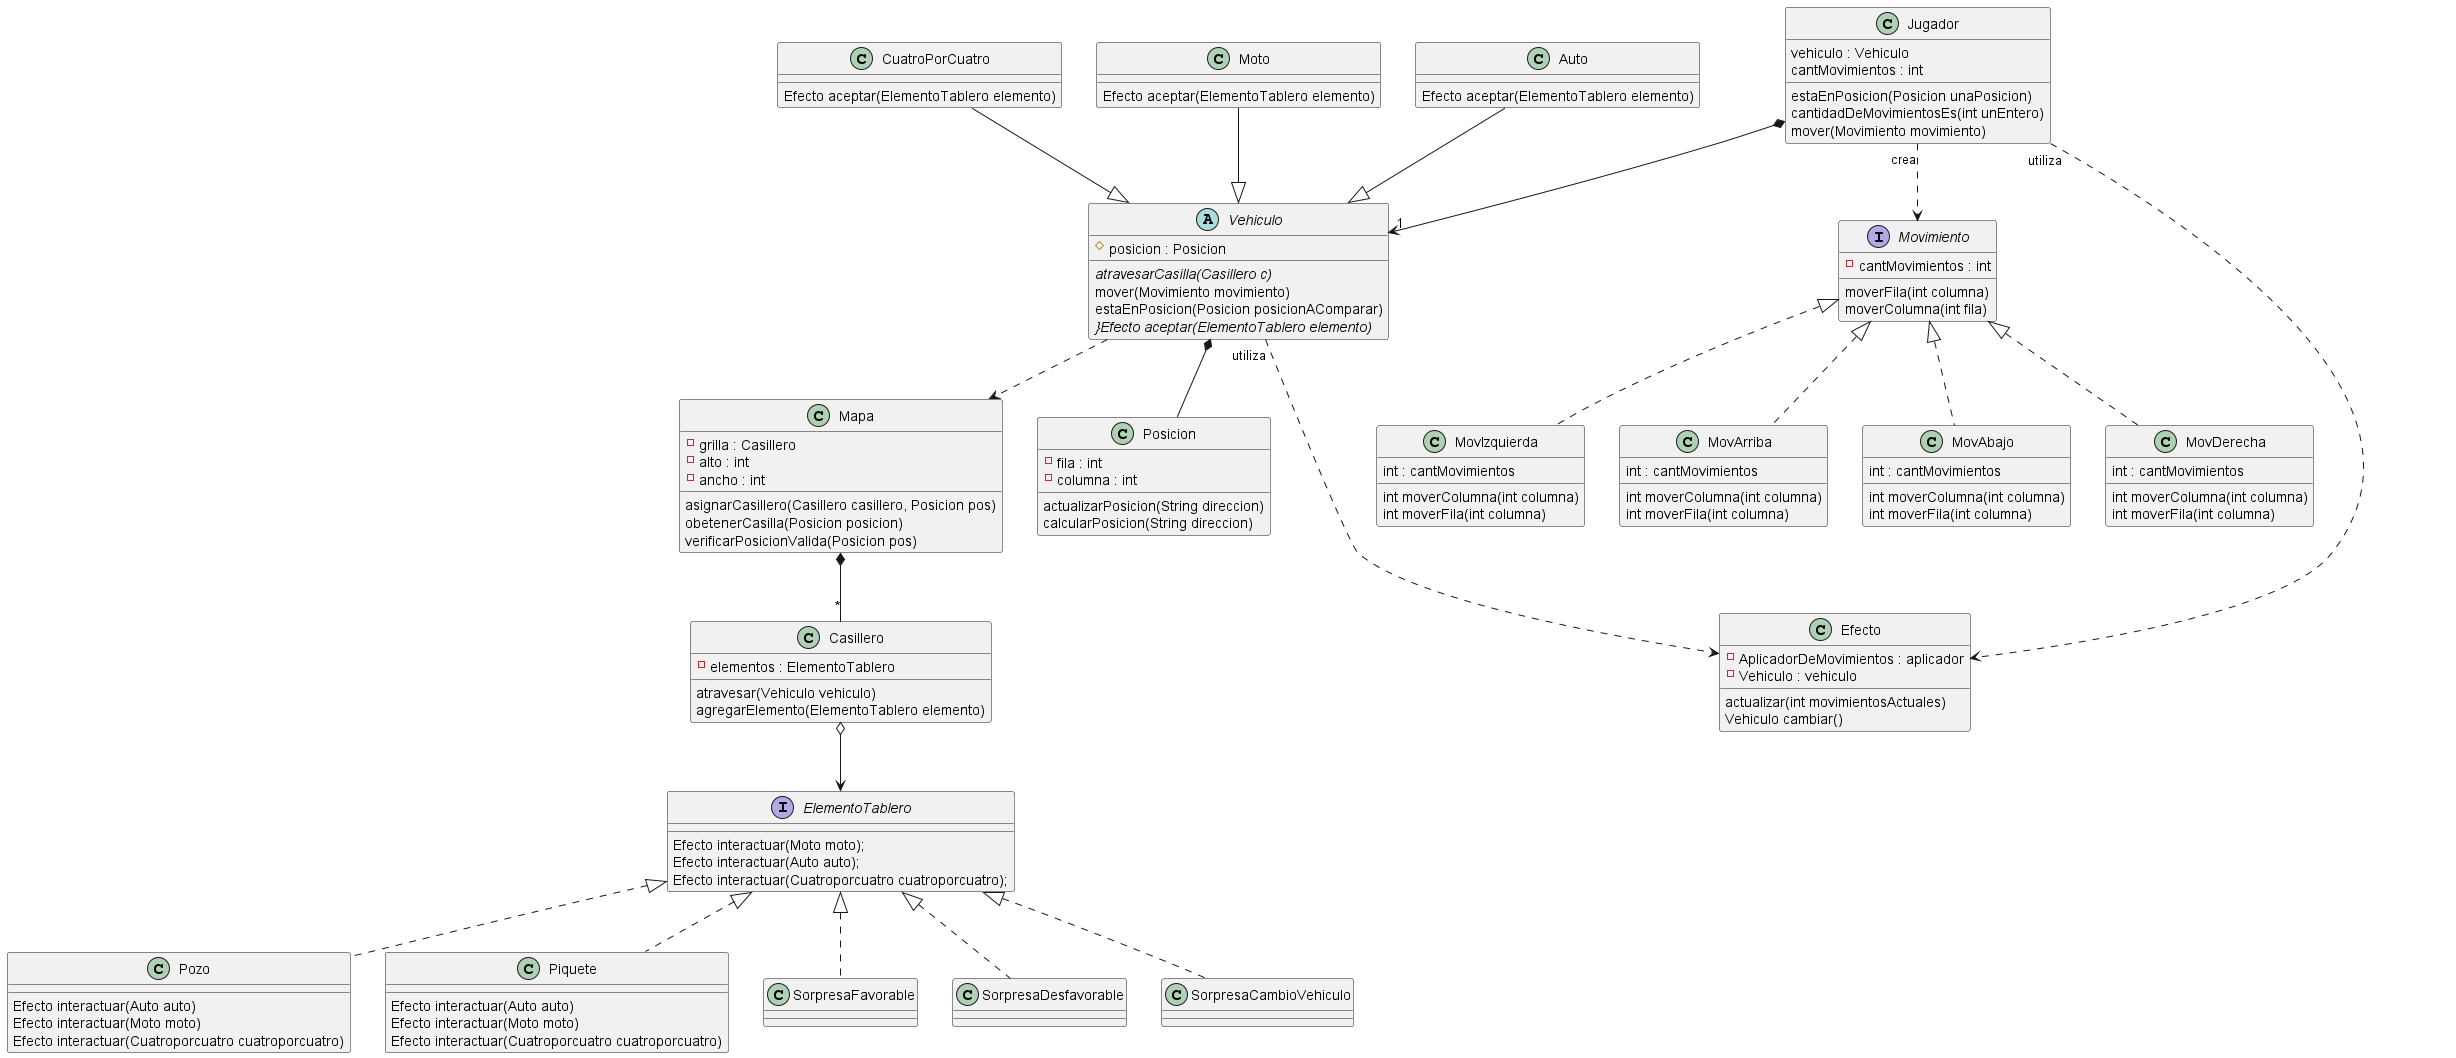 C Jugador
vehiculo : Vehiculo
cantMovimientos : int
estaEnPosicion(Posicion unaPosicion)
cantidadDeMovimientosEs(int unEntero)
mover(Movimiento movimiento)
C CuatroPorCuatro
Efecto aceptar(ElementoTablero elemento)
C Moto
Efecto aceptar(ElementoTablero elemento)
C Auto
Efecto aceptar(ElementoTablero elemento)
crea
utiliza
1
A Vehiculo
posicion : Posicion
atravesarCasilla(Casillero c)
mover(Movimiento movimiento)
estaEnPosicion(Posicion posicionAComparar)
}Efecto aceptar(ElementoTablero elemento)
I Movimiento
cantMovimientos : int
moverFila(int columna)
moverColumna(int fila)
utiliza
C Mapa
grilla : Casillero
alto : int
ancho : int
asignarCasillero(Casillero casillero, Posicion pos)
obetenerCasilla(Posicion posicion)
verificarPosicionValida(Posicion pos)
C Posicion
fila : int
columna : int
actualizarPosicion(String direccion)
calcularPosicion(String direccion)
C MovIzquierda
int : cantMovimientos
int moverColumna(int columna)
int moverFila(int columna)
C MovArriba
int : cantMovimientos
int moverColumna(int columna)
int moverFila(int columna)
C MovAbajo
int : cantMovimientos
int moverColumna(int columna)
int moverFila(int columna)
C MovDerecha
int : cantMovimientos
int moverColumna(int columna)
int moverFila(int columna)
*
C Casillero
elementos : ElementoTablero
atravesar(Vehiculo vehiculo)
agregarElemento(ElementoTablero elemento)
C Efecto
AplicadorDeMovimientos : aplicador
Vehiculo : vehiculo
actualizar(int movimientosActuales)
Vehiculo cambiar()
I ElementoTablero
Efecto interactuar(Moto moto);
Efecto interactuar(Auto auto);
Efecto interactuar(Cuatroporcuatro cuatroporcuatro);
C Pozo
Efecto interactuar(Auto auto)
Efecto interactuar(Moto moto)
Efecto interactuar(Cuatroporcuatro cuatroporcuatro)
C Piquete
Efecto interactuar(Auto auto)
Efecto interactuar(Moto moto)
Efecto interactuar(Cuatroporcuatro cuatroporcuatro)
C SorpresaFavorable
C SorpresaDesfavorable
C SorpresaCambioVehiculo